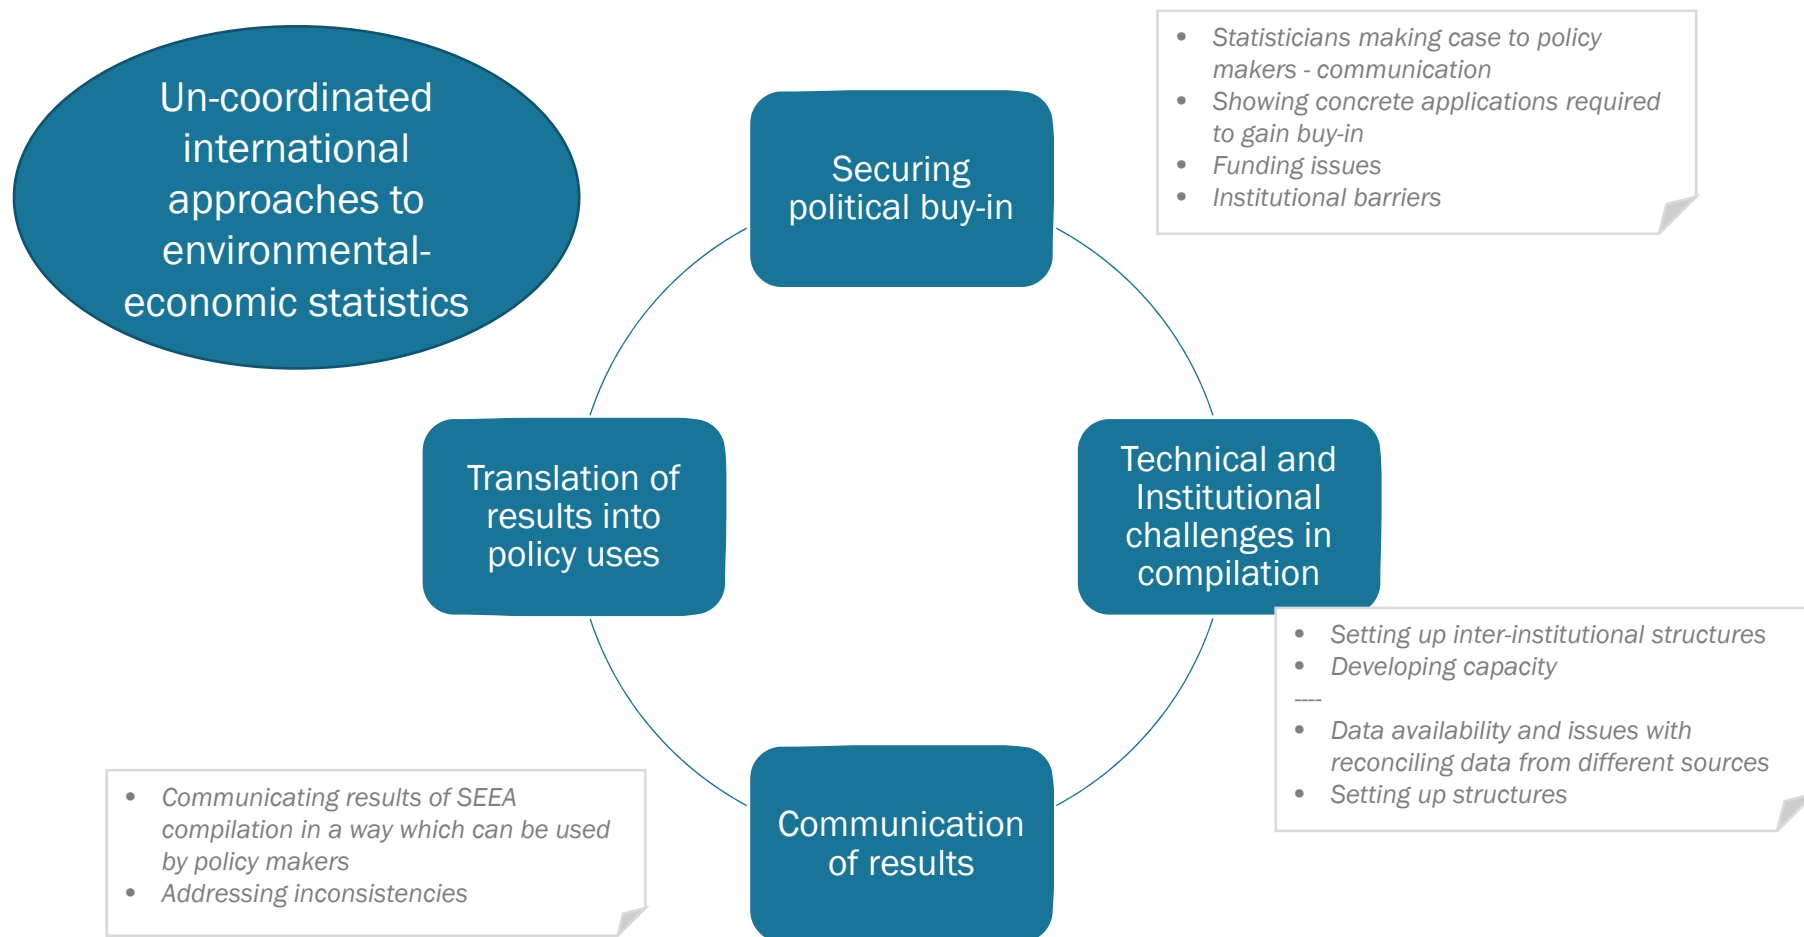 Un-coordinated
international
approaches to
environmental-
economic statistics
• Statisticians making case to policy
makers - communication
• Showing concrete applications required
to gain buy-in
• Funding issues
• Institutional barriers
Securing
political buy-in
Translation of
results into
policy uses
Technical and
Institutional
challenges in
compilation
• Setting up inter-institutional structures
• Developing capacity
----
• Data availability and issues with
reconciling data from different sources
• Setting up structures
Communication
of results
• Communicating results of SEEA
compilation in a way which can be used
by policy makers
• Addressing inconsistencies